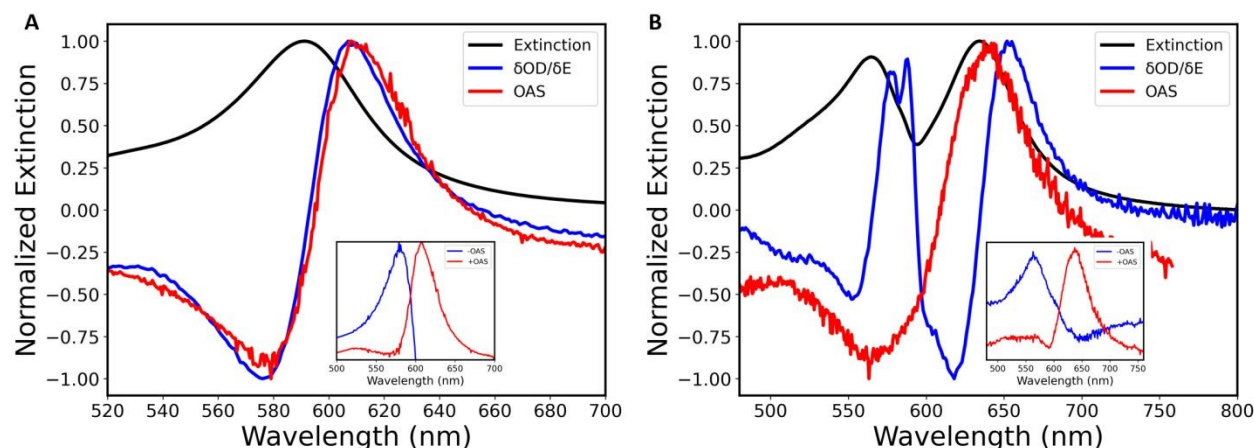 A
Normalized Extinction
1.00
0.75
0.50
0.25
0.00
−0.25
−0.50
−0.75
−1.00
Extinction
δOD/δE
OAS
-OAS
+OAS
500 550 600 650 700
Wavelength (nm)
520 540 560 580 600 620 640 660 680 700
Wavelength (nm)
B
Normalized Extinction
1.00
0.75
0.50
0.25
0.00
−0.25
−0.50
−0.75
−1.00
Extinction
δOD/δE
OAS
-OAS
+OAS
500 550 600 650 700 750
Wavelength (nm)
500 550 600 650 700 750 800
Wavelength (nm)